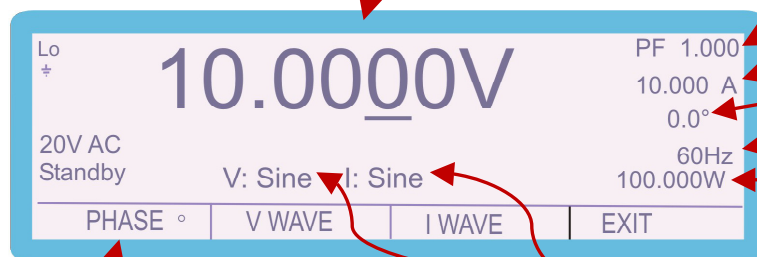 Lo
10.0000V
PF 1.000
10.000 A
0.0°
20V AC
Standby
V: Sine I: Sine
60Hz
100.000W
PHASE ° V WAVE I WAVE EXIT